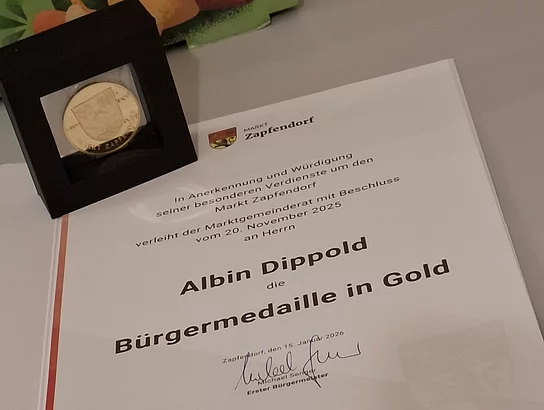 MARKT
Zapfendorf
In Anerkennung und Würdigung
seiner besonderen Verdienste um den
Markt Zapfendorf
verleiht der Marktgemeinderat mit Beschluss
vom 20. November 2025
an Herrn
Albin Dippold
die
Bürgermedaille in Gold
Zapfendorf, den 15. Januar 2026
Michael Senger
Erster Bürgermeister